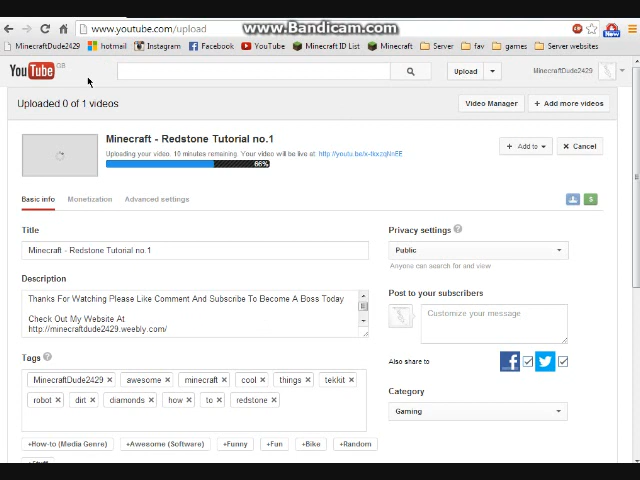 www.youtube.com/upload
www.Bandicam.com
MinecraftDude2429 hotmail Instagram Facebook YouTube Minecraft ID List Minecraft Server fav games Server websites
New
YouTube GB
Upload MinecraftDude2429
Uploaded 0 of 1 videos
Video Manager + Add more videos
Minecraft - Redstone Tutorial no.1
Uploading your video. 10 minutes remaining. Your video will be live at:
66%
+ Add to × Cancel
Basic info Monetization Advanced settings
$
Title
Minecraft - Redstone Tutorial no.1
Description
Thanks For Watching Please Like Comment And Subscribe To Become A Boss Today
Check Out My Website At
http://minecraftdude2429.weebly.com/
Tags ?
MinecraftDude2429 × awesome × minecraft × cool × things × tekkit ×
robot × dirt × diamonds × how × to × redstone ×
+How-to (Media Genre) +Awesome (Software) +Funny +Fun +Bike +Random
Privacy settings ?
Public
Anyone can search for and view
Post to your subscribers
Customize your message
Also share to
Category
Gaming